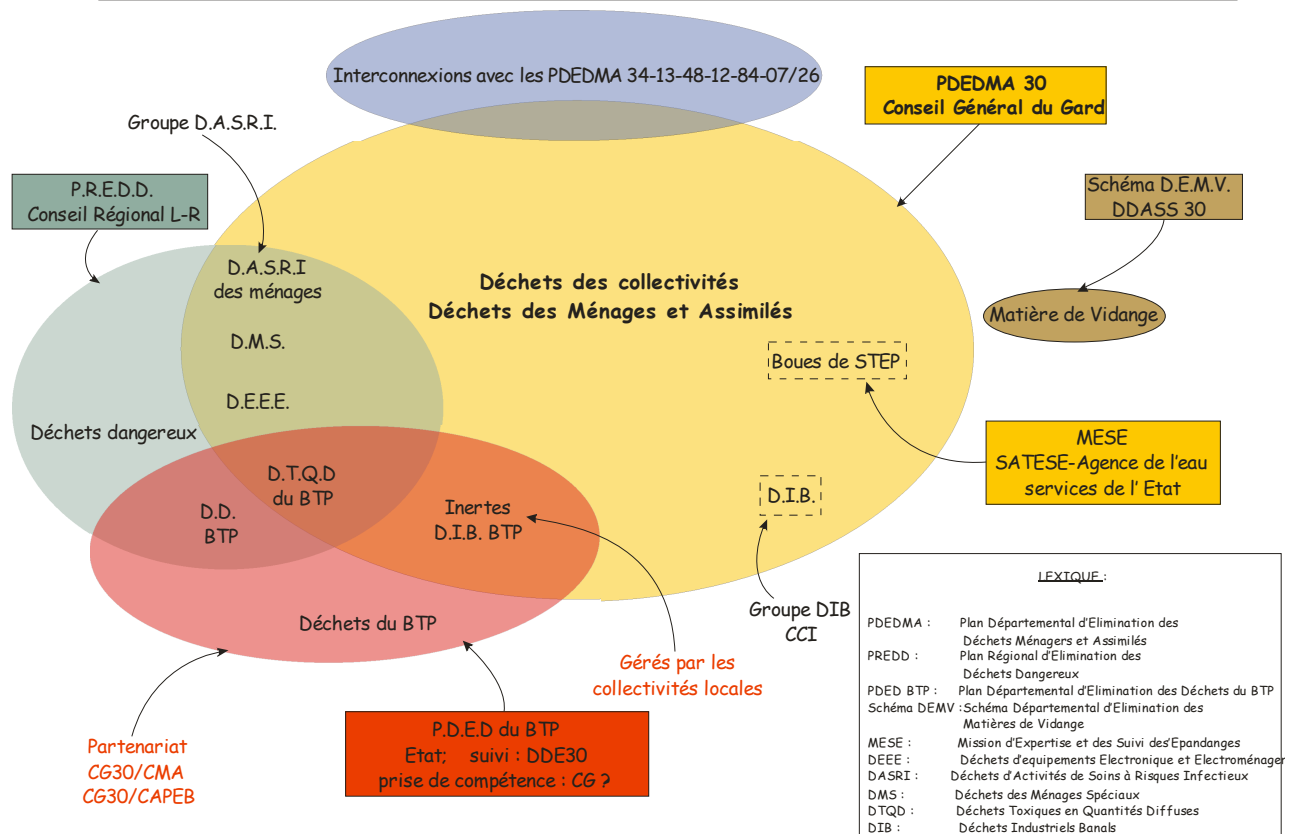 Interconnexions avec les PDEDMA 34-13-48-12-84-07/26
PDEDMA 30
Conseil Général du Gard
Groupe D.A.S.R.I.
P.R.E.D.D.
Conseil Régional L-R
Schéma D.E.M.V.
DDASS 30
D.A.S.R.I
des ménages
Déchets des collectivités
Déchets des Ménages et Assimilés
Matière de Vidange
D.M.S.
Boues de STEP
D.E.E.E.
Déchets dangereux
MESE
SATESE-Agence de l'eau
services de l' Etat
D.T.Q.D
du BTP
D.D.
BTP
Inertes
D.I.B. BTP
D.I.B.
Groupe DIB
CCI
Déchets du BTP
Gérés par les
collectivités locales
Partenariat
CG30/CMA
CG30/CAPEB
P.D.E.D du BTP
Etat; suivi : DDE30
prise de compétence : CG ?
LEXIQUE :
PDEDMA : Plan Départemental d'Elimination des
Déchets Ménagers et Assimilés
PREDD : Plan Régional d'Elimination des
Déchets Dangereux
PDED BTP : Plan Départemental d'Elimination des Déchets du BTP
Schéma DEMV : Schéma Départemental d'Elimination des
Matières de Vidange
MESE : Mission d'Expertise et des Suivi des'Epandanges
DEEE : Déchets d'equipements Electronique et Electroménager
DASRI : Déchets d'Activités de Soins à Risques Infectieux
DMS : Déchets des Ménages Spéciaux
DTQD : Déchets Toxiques en Quantités Diffuses
DIB : Déchets Industriels Banals